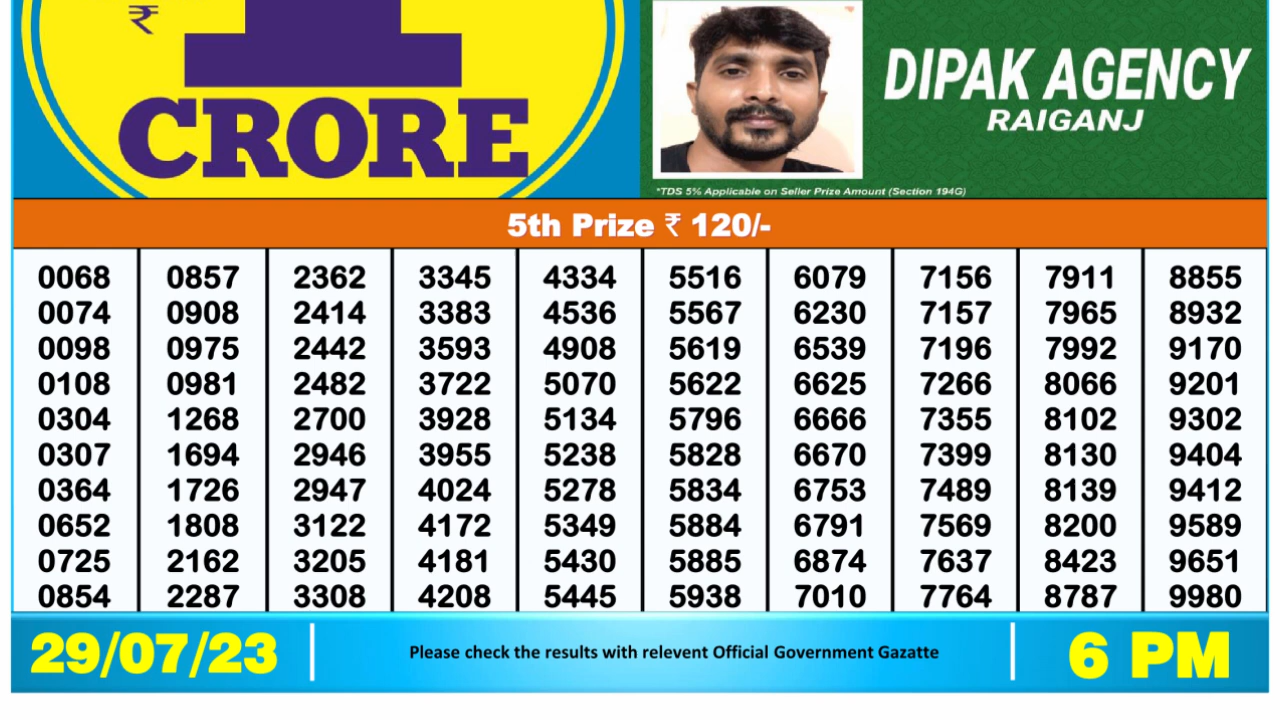 ₹
1
CRORE
DIPAK AGENCY
RAIGANJ
*TDS 5% Applicable on Seller Prize Amount (Section 194G)
5th Prize ₹ 120/-
0068 0857 2362 3345 4334 5516 6079 7156 7911 8855
0074 0908 2414 3383 4536 5567 6230 7157 7965 8932
0098 0975 2442 3593 4908 5619 6539 7196 7992 9170
0108 0981 2482 3722 5070 5622 6625 7266 8066 9201
0304 1268 2700 3928 5134 5796 6666 7355 8102 9302
0307 1694 2946 3955 5238 5828 6670 7399 8130 9404
0364 1726 2947 4024 5278 5834 6753 7489 8139 9412
0652 1808 3122 4172 5349 5884 6791 7569 8200 9589
0725 2162 3205 4181 5430 5885 6874 7637 8423 9651
0854 2287 3308 4208 5445 5938 7010 7764 8787 9980
29/07/23
Please check the results with relevent Official Government Gazatte
6 PM